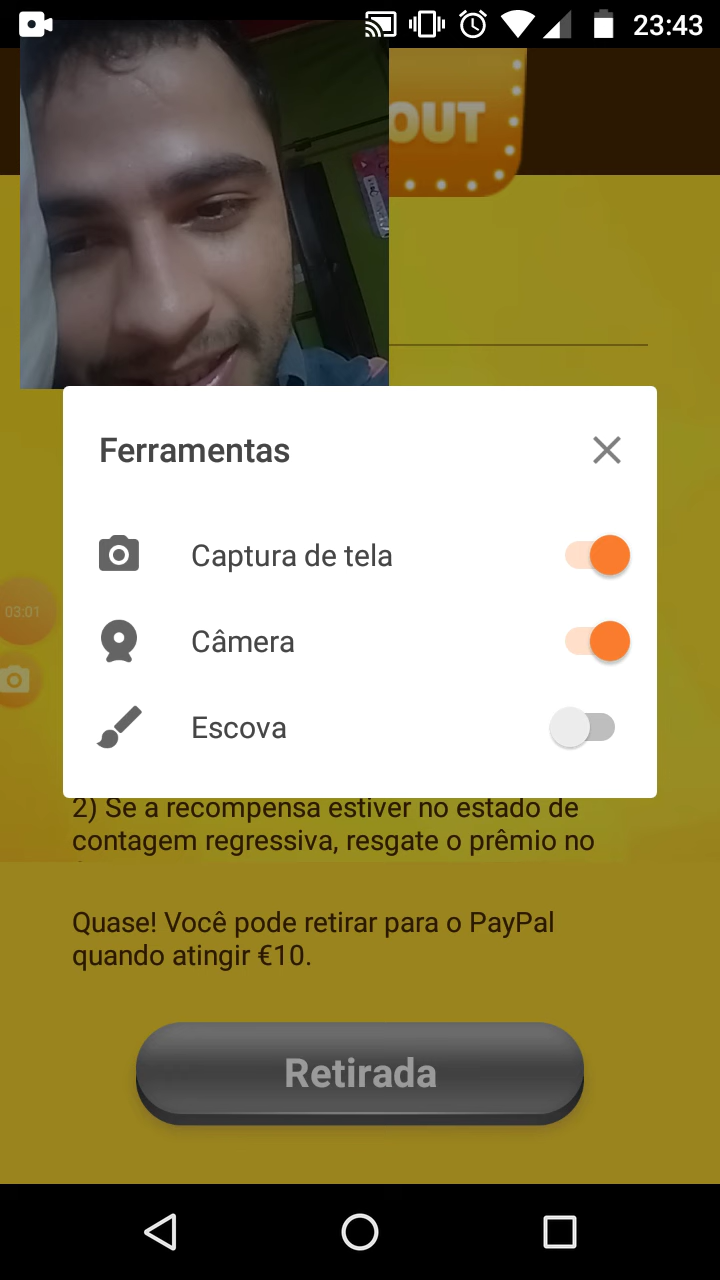 23:43
OUT
Ferramentas
Captura de tela
03:01
Câmera
Escova
2) Se a recompensa estiver no estado de
contagem regressiva, resgate o prêmio no
Quase! Você pode retirar para o PayPal
quando atingir €10.
Retirada